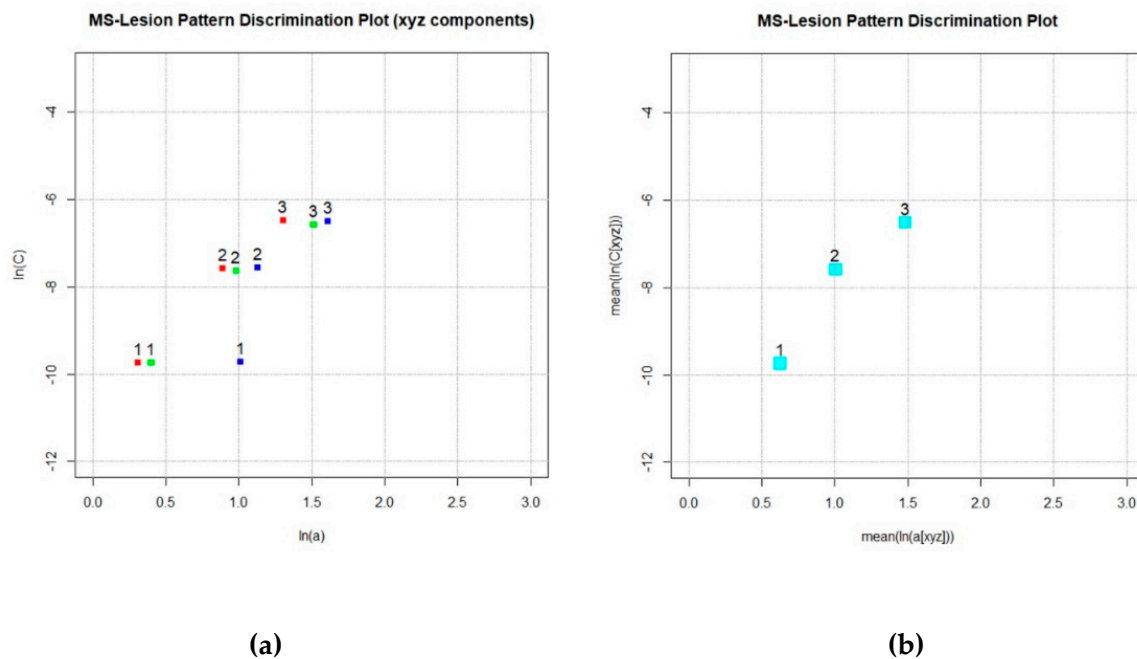 MS-Lesion Pattern Discrimination Plot (xyz components)
ln(C)
-4
-6
-8
-10
-12
3 3 3
2 2 2
1 1 1
0.0 0.5 1.0 1.5 2.0 2.5 3.0
ln(a)
(a)
MS-Lesion Pattern Discrimination Plot
mean(ln(C[xyz]))
-4
-6
-8
-10
-12
3
2
1
0.0 0.5 1.0 1.5 2.0 2.5 3.0
mean(ln(a[xyz]))
(b)